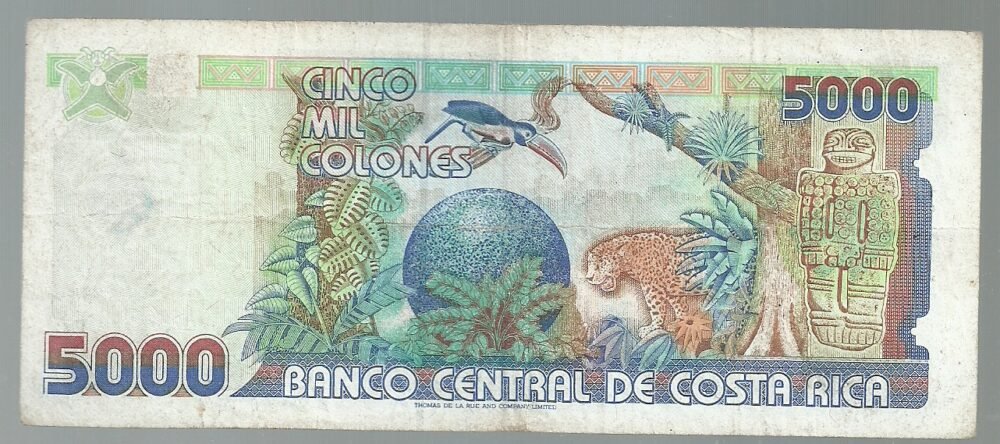 CINCO
MIL
COLONES
5000
5000
BANCO CENTRAL DE COSTA RICA
THOMAS DE LA RUE AND COMPANY LIMITED